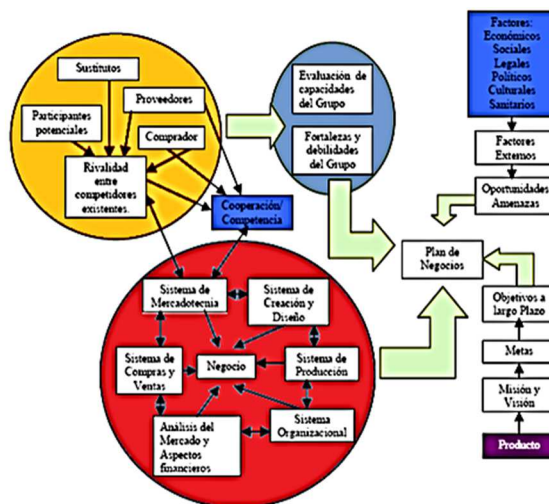 Sustitutos
Proveedores
Participantes
potenciales
Comprador
Rivalidad
entre
competidores
existentes.
Cooperación/
Competencia
Evaluación de
capacidades
del Grupo
Fortalezas y
debilidades
del Grupo
Factores:
Económicos
Sociales
Legales
Políticos
Culturales
Sanitarios
Factores
Externos
Oportunidades
Amenazas
Plan de
Negocios
Objetivos a
largo Plazo
Metas
Misión y
Visión
Producto
Sistema de
Mercadotecnia
Sistema de
Creación y
Diseño
Sistema de
Compras y
Ventas
Negocio
Sistema de
Producción
Análisis del
Mercado y
Aspectos
financieros
Sistema
Organizacional